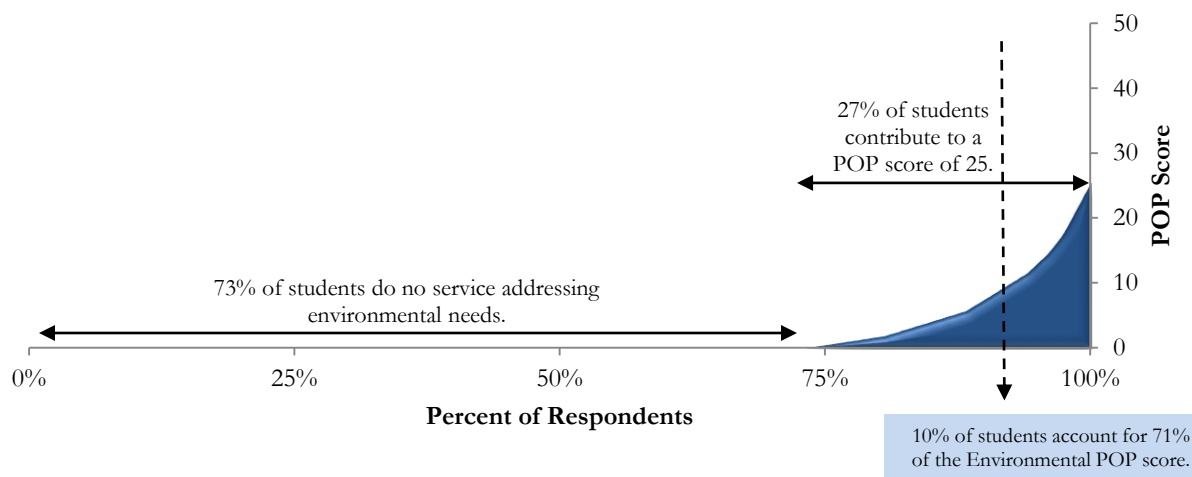 50
40
27% of students
contribute to a
POP score of 25.
30
POP Score
20
73% of students do no service addressing
environmental needs.
10
0
0%
25%
50%
75%
100%
Percent of Respondents
10% of students account for 71%
of the Environmental POP score.